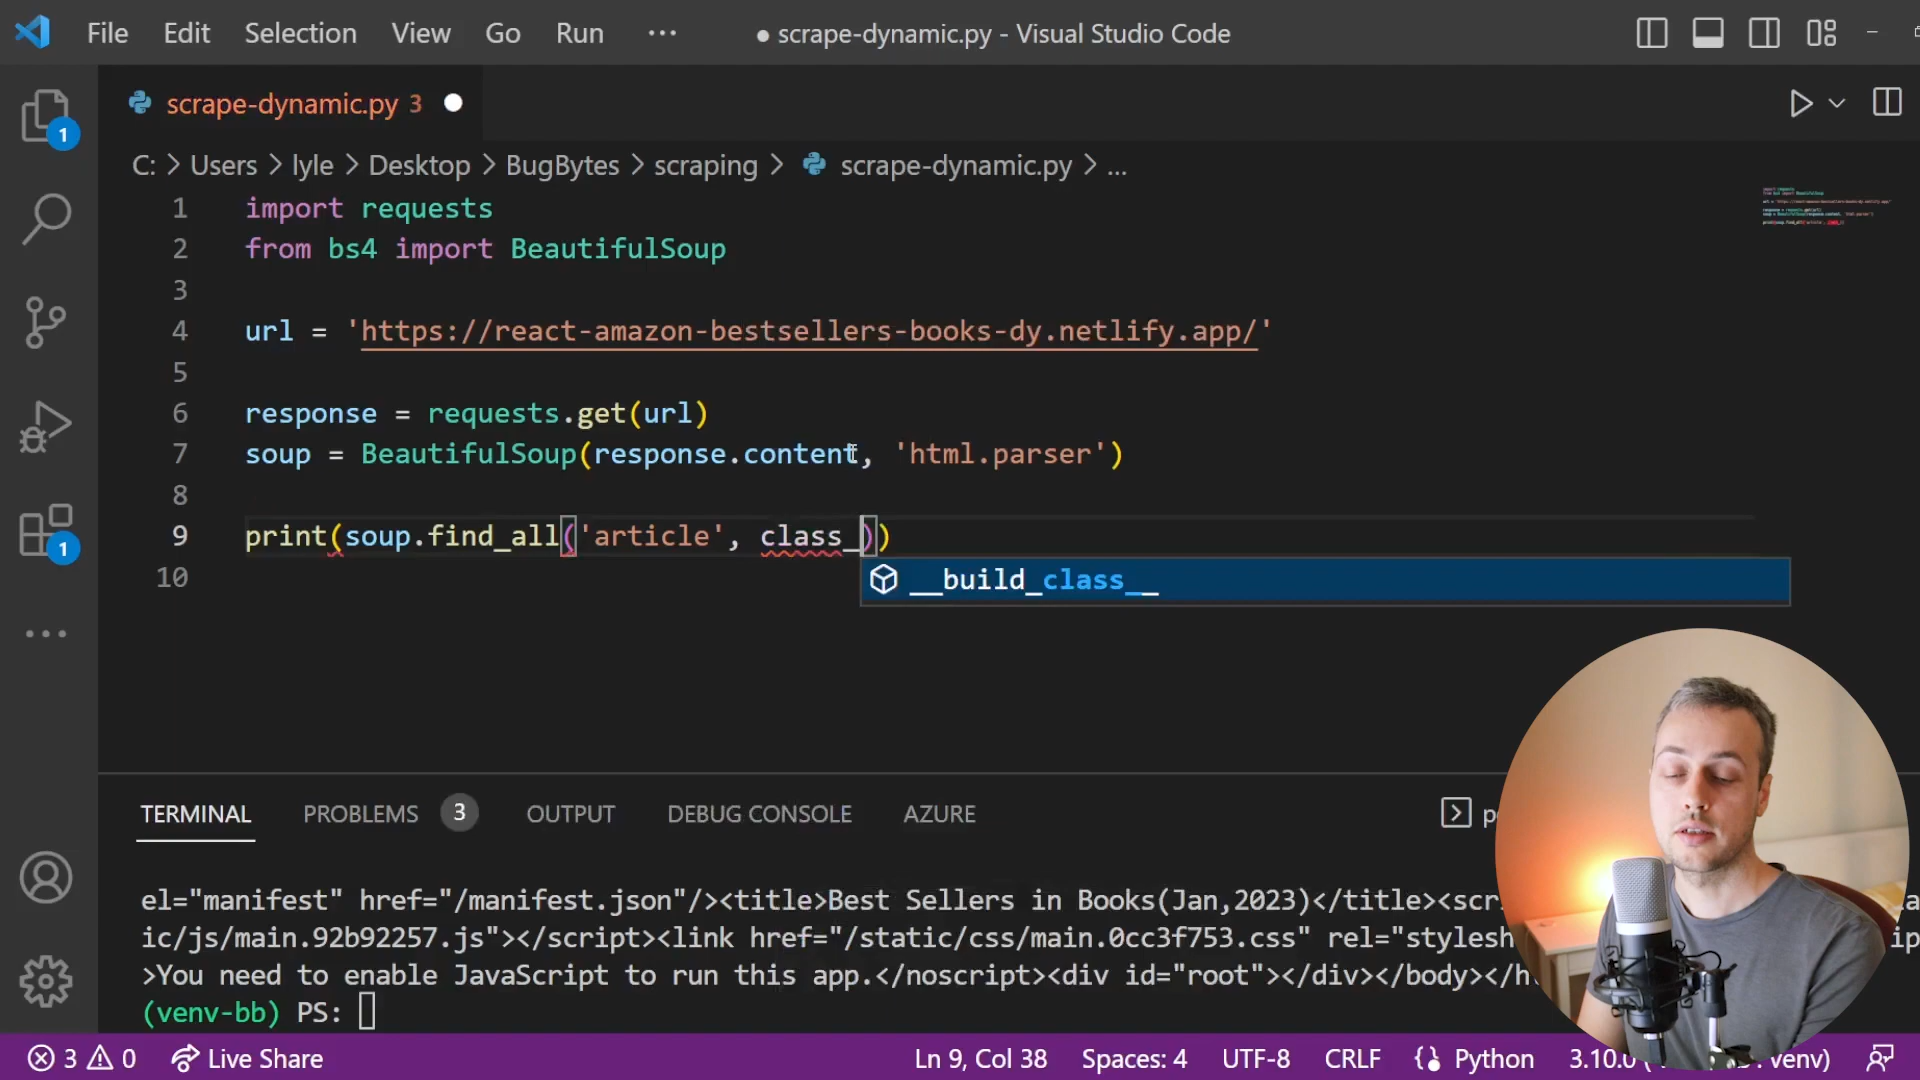 File Edit Selection View Go Run ··· ● scrape-dynamic.py - Visual Studio Code
scrape-dynamic.py 3
C: > Users > lyle > Desktop > BugBytes > scraping > scrape-dynamic.py > ...
1 import requests
2 from bs4 import BeautifulSoup
3
4 url = 'https://react-amazon-bestsellers-books-dy.netlify.app/'
5
6 response = requests.get(url)
7 soup = BeautifulSoup(response.content, 'html.parser')
8
9 print(soup.find_all('article', class_))
__build_class__
10
1
1
TERMINAL PROBLEMS 3 OUTPUT DEBUG CONSOLE AZURE
el="manifest" href="/manifest.json"/><title>Best Sellers in Books(Jan,2023)</title><scr
ic/js/main.92b92257.js"></script><link href="/static/css/main.0cc3f753.css" rel="stylesh
>You need to enable JavaScript to run this app.</noscript><div id="root"></div></body></h
(venv-bb) PS:
3 0 Live Share Ln 9, Col 38 Spaces: 4 UTF-8 CRLF Python 3.10.0 venv)